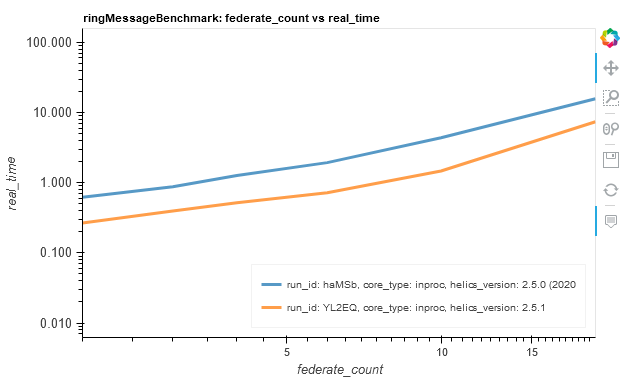 ringMessageBenchmark: federate_count vs real_time
100.000
10.000
1.000
0.100
0.010
real_time
run_id: haMSb, core_type: inproc, helics_version: 2.5.0 (2020
run_id: YL2EQ, core_type: inproc, helics_version: 2.5.1
5
10
15
federate_count